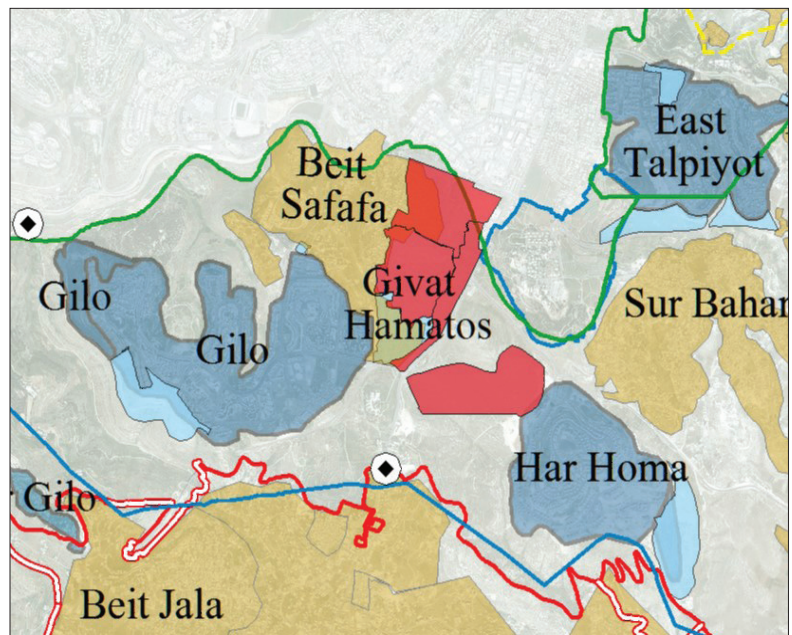 East
Talpiyot
Beit
Safafa
Gilo
Givat
Hamatos
Sur Bahar
Gilo
Har Homa
Gilo
Beit Jala